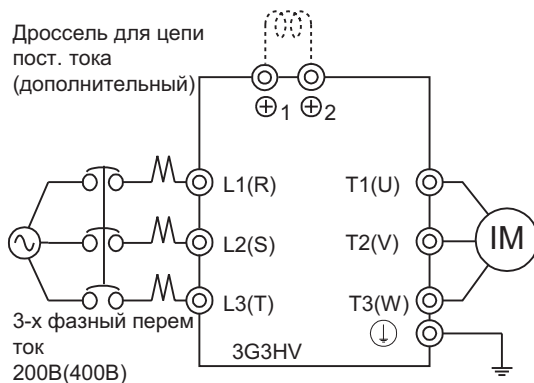 Дроссель для цепи
пост. тока
(дополнительный)
⊕1 ⊕2
L1(R) T1(U)
L2(S) T2(V) IM
L3(T) T3(W)
3-х фазный перем
ток
200В(400В)
3G3HV